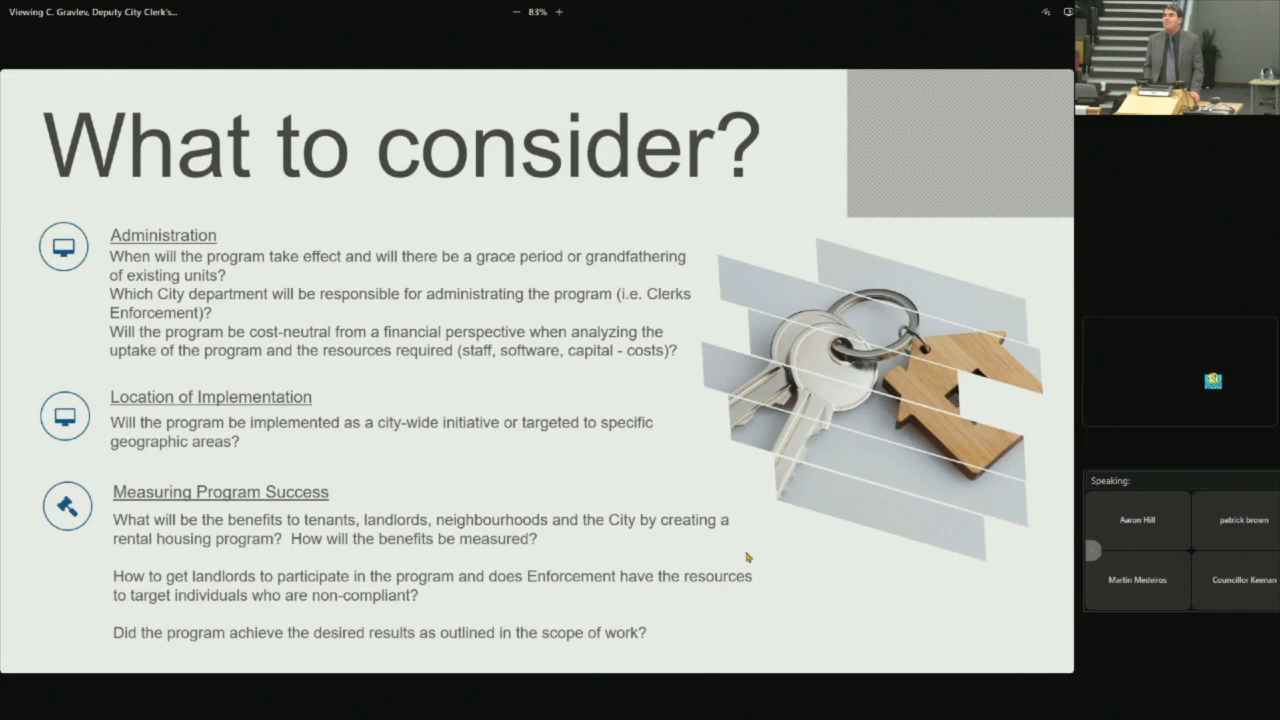 Viewing C. Gravlev, Deputy City Clerk's...
83%
What to consider?
Administration
When will the program take effect and will there be a grace period or grandfathering
of existing units?
Which City department will be responsible for administrating the program (i.e. Clerks
Enforcement)?
Will the program be cost-neutral from a financial perspective when analyzing the
uptake of the program and the resources required (staff, software, capital - costs)?
Location of Implementation
Will the program be implemented as a city-wide initiative or targeted to specific
geographic areas?
Measuring Program Success
What will be the benefits to tenants, landlords, neighbourhoods and the City by creating a
rental housing program? How will the benefits be measured?
How to get landlords to participate in the program and does Enforcement have the resources
to target individuals who are non-compliant?
Did the program achieve the desired results as outlined in the scope of work?
Speaking:
Aaron Hill
patrick brown
Martin Medeiros
Councillor Keenan